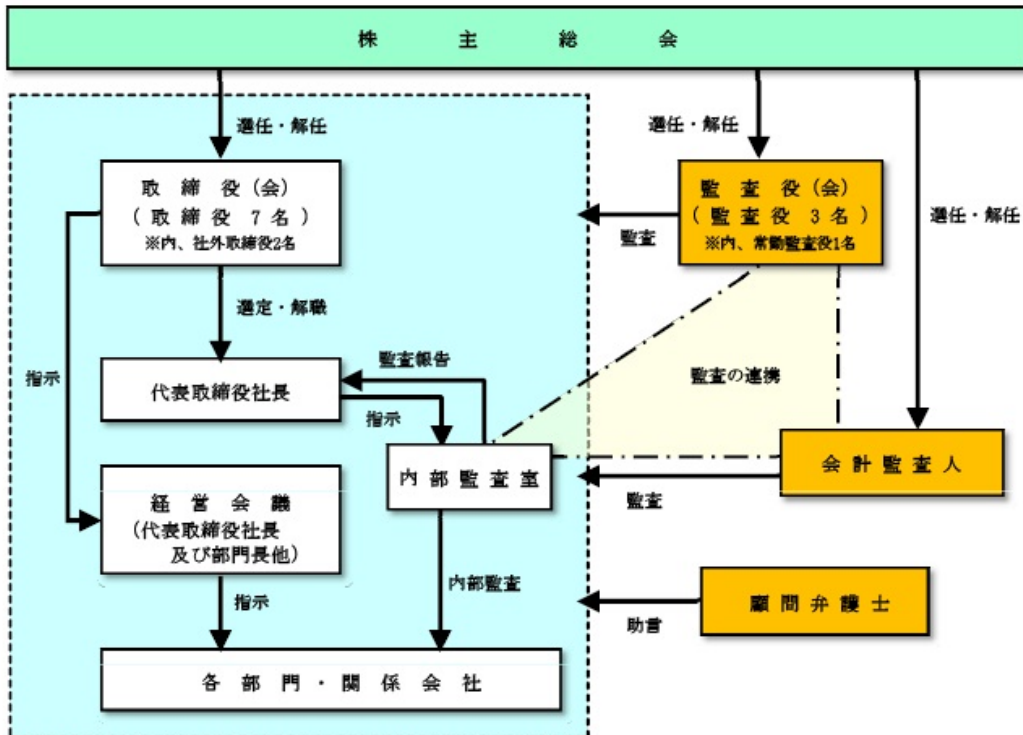 株主総会
選任・解任
選任・解任
選任・解任
取締役(会)
(取締役7名)
※内、社外取締役2名
監査役(会)
(監査役3名)
※内、常勤監査役1名
監査
選定・解職
指示
代表取締役社長
監査報告
指示
監査の連携
内部監査室
会計監査人
監査
経営会議
(代表取締役社長
及び部門長他)
指示
内部監査
顧問弁護士
助言
各部門・関係会社